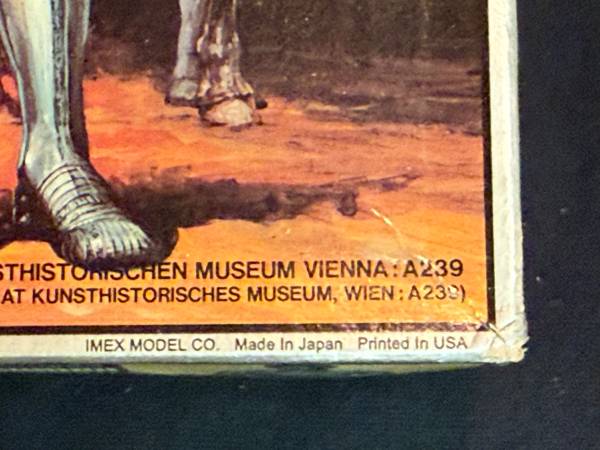 STHISTORISCHEN MUSEUM VIENNA: A239
AT KUNSTHISTORISCHES MUSEUM, WIEN: A239)
IMEX MODEL CO. Made In Japan Printed In USA